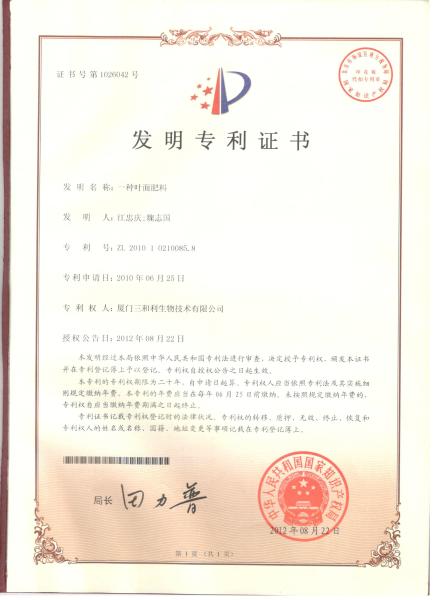 证书号第1026042号
发明专利证书
发明名称：一种叶面肥料
发明人：江忠庆;魏志国
专利号：ZL 2010 1 0210085.8
专利申请日：2010年06月25日
专利权人：厦门三和利生物技术有限公司
授权公告日：2012年08月22日
本发明经过本局依照中华人民共和国专利法进行审查，决定授予专利权，颁发本证书
并在专利登记簿上予以登记。专利权自授权公告之日起生效。
本专利的专利权期限为二十年，自申请日起算。专利权人应当依照专利法及其实施细
则规定缴纳年费。本专利的年费应当在每年06月25日前缴纳。未按照规定缴纳年费的，
专利权自应当缴纳年费期满之日起终止。
专利证书记载专利权登记时的法律状况。专利权的转移、质押、无效、终止、恢复和
专利权人的姓名或名称、国籍、地址变更等事项记载在专利登记簿上。
局长 田力普
中华人民共和国国家知识产权局
2012年08月22日
第1页（共1页）